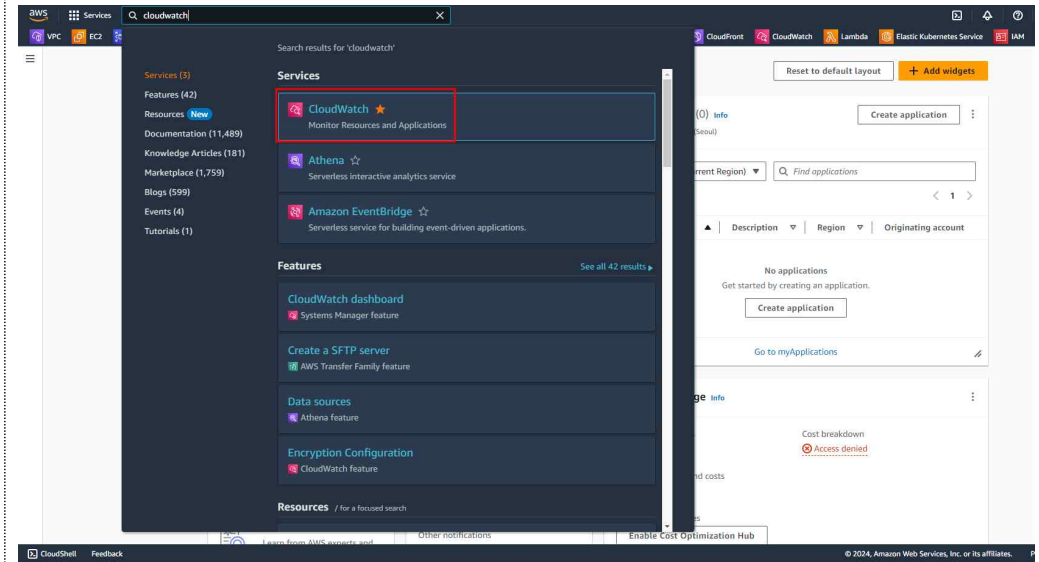 aws
Services
cloudwatch
VPC
EC2
CloudFront
CloudWatch
Lambda
Elastic Kubernetes Service
IAM
Search results for 'cloudwatch'
Services (3)
Features (42)
Resources New
Documentation (11,489)
Knowledge Articles (181)
Marketplace (1,759)
Blogs (599)
Events (4)
Tutorials (1)
Services
CloudWatch
Monitor Resources and Applications
Athena
Serverless interactive analytics service
Amazon EventBridge
Serverless service for building event-driven applications.
Features
See all 42 results
CloudWatch dashboard
Systems Manager feature
Create a SFTP server
AWS Transfer Family feature
Data sources
Athena feature
Encryption Configuration
CloudWatch feature
Resources / for a focused search
Reset to default layout
+ Add widgets
(0) Info
(Seoul)
Create application
rrent Region)
Find applications
1
Description
Region
Originating account
No applications
Get started by creating an application.
Create application
Go to myApplications
ge Info
Cost breakdown
Access denied
nd costs
es
Enable Cost Optimization Hub
Learn from AWS experts and
Other notifications
CloudShell
Feedback
© 2024, Amazon Web Services, Inc. or its affiliates.
P